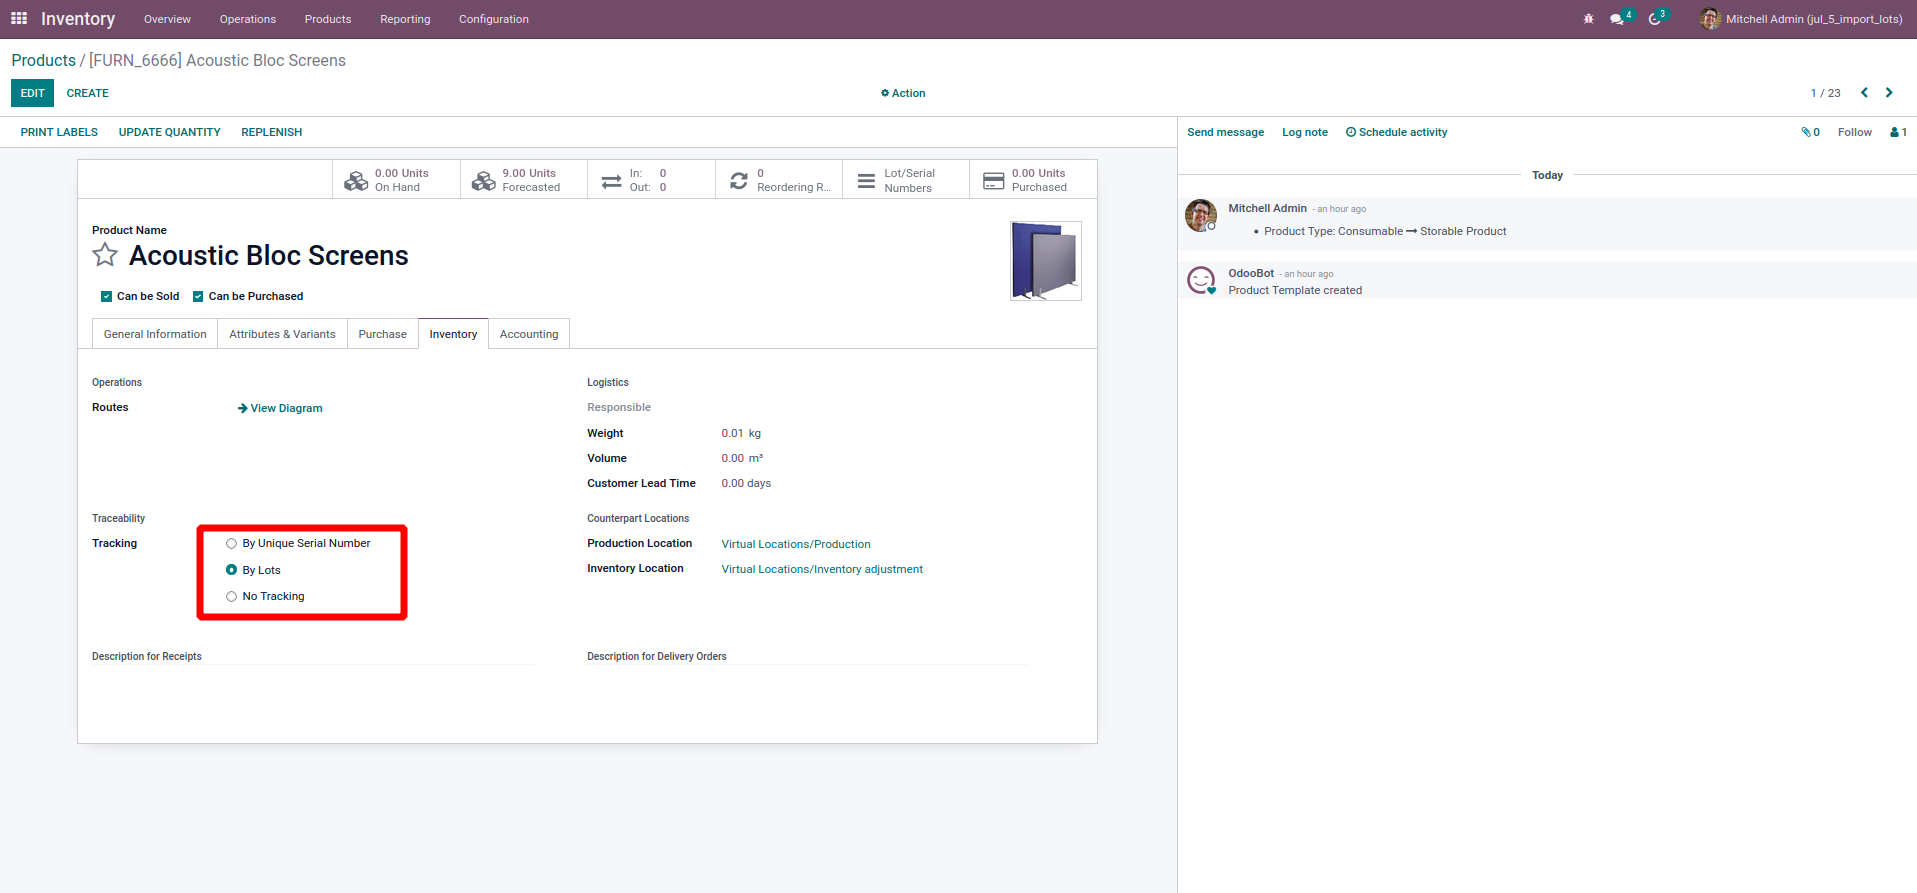 Inventory Overview Operations Products Reporting Configuration 4 3 Mitchell Admin (jul_5_import_lots)
Products / [FURN_6666] Acoustic Bloc Screens
EDIT CREATE Action 1 / 23
PRINT LABELS UPDATE QUANTITY REPLENISH
0.00 Units
On Hand
9.00 Units
Forecasted
In: 0
Out: 0
0
Reordering R...
Lot/Serial
Numbers
0.00 Units
Purchased
Product Name
Acoustic Bloc Screens
Can be Sold Can be Purchased
General Information Attributes & Variants Purchase Inventory Accounting
Operations
Routes View Diagram
Logistics
Responsible
Weight 0.01 kg
Volume 0.00 m³
Customer Lead Time 0.00 days
Traceability
Tracking By Unique Serial Number
By Lots
No Tracking
Counterpart Locations
Production Location Virtual Locations/Production
Inventory Location Virtual Locations/Inventory adjustment
Description for Receipts
Description for Delivery Orders
Send message Log note Schedule activity 0 Follow 1
Today
Mitchell Admin - an hour ago
• Product Type: Consumable → Storable Product
OdooBot - an hour ago
Product Template created